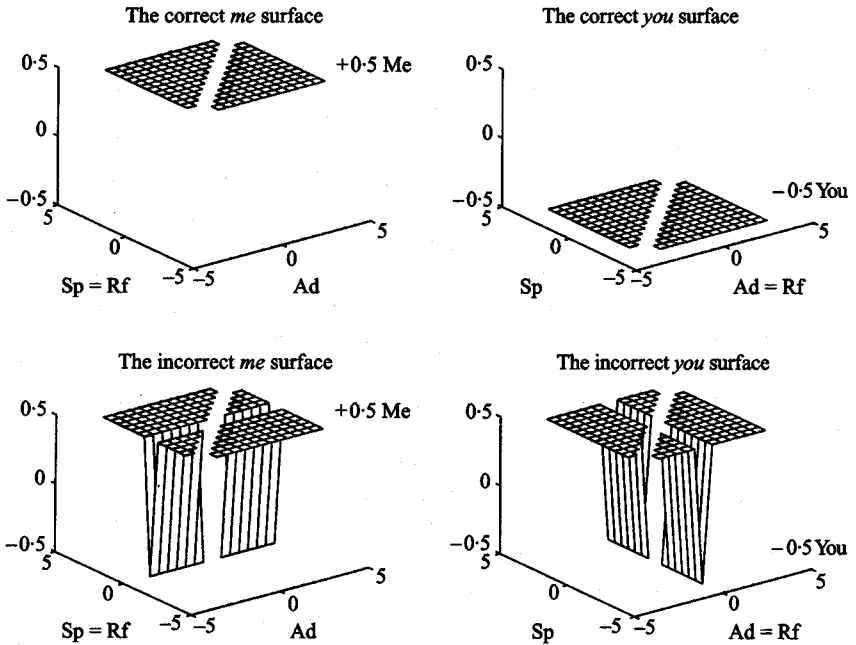 The correct me surface
The correct you surface
0·5
+0·5 Me
0
−0·5
5
0
−5
−5
0
5
Sp = Rf
Ad
0·5
0
−0·5
−0·5 You
5
0
−5
−5
0
5
Sp
Ad = Rf
The incorrect me surface
The incorrect you surface
0·5
+0·5 Me
0
−0·5
5
0
−5
−5
0
5
Sp = Rf
Ad
0·5
0
−0·5
−0·5 You
5
0
−5
−5
0
5
Sp
Ad = Rf